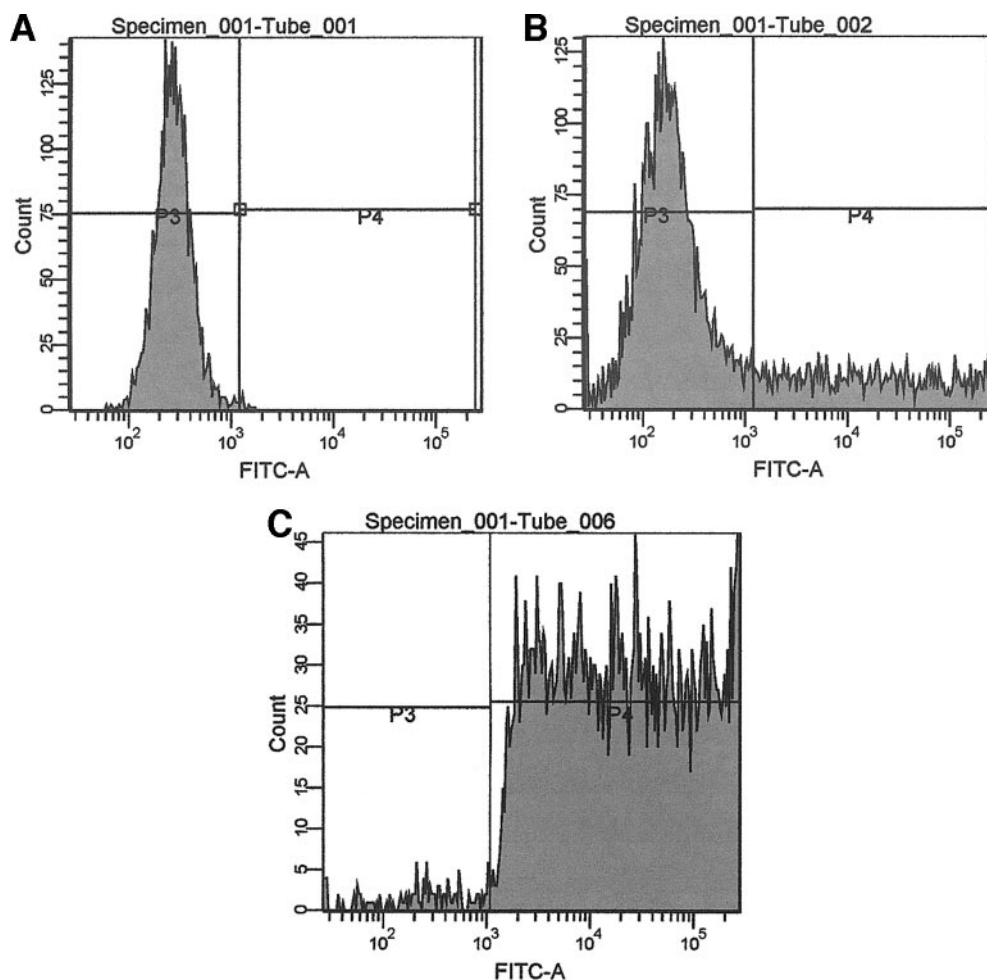 A
Specimen_001-Tube_001
Count
125
100
75
50
25
0
P3
P4
10^2 10^3 10^4 10^5
FITC-A
B
Specimen_001-Tube_002
Count
125
100
75
50
25
0
P3
P4
10^2 10^3 10^4 10^5
FITC-A
C
Specimen_001-Tube_006
Count
45
40
35
30
25
20
15
10
5
0
P3
P4
10^2 10^3 10^4 10^5
FITC-A